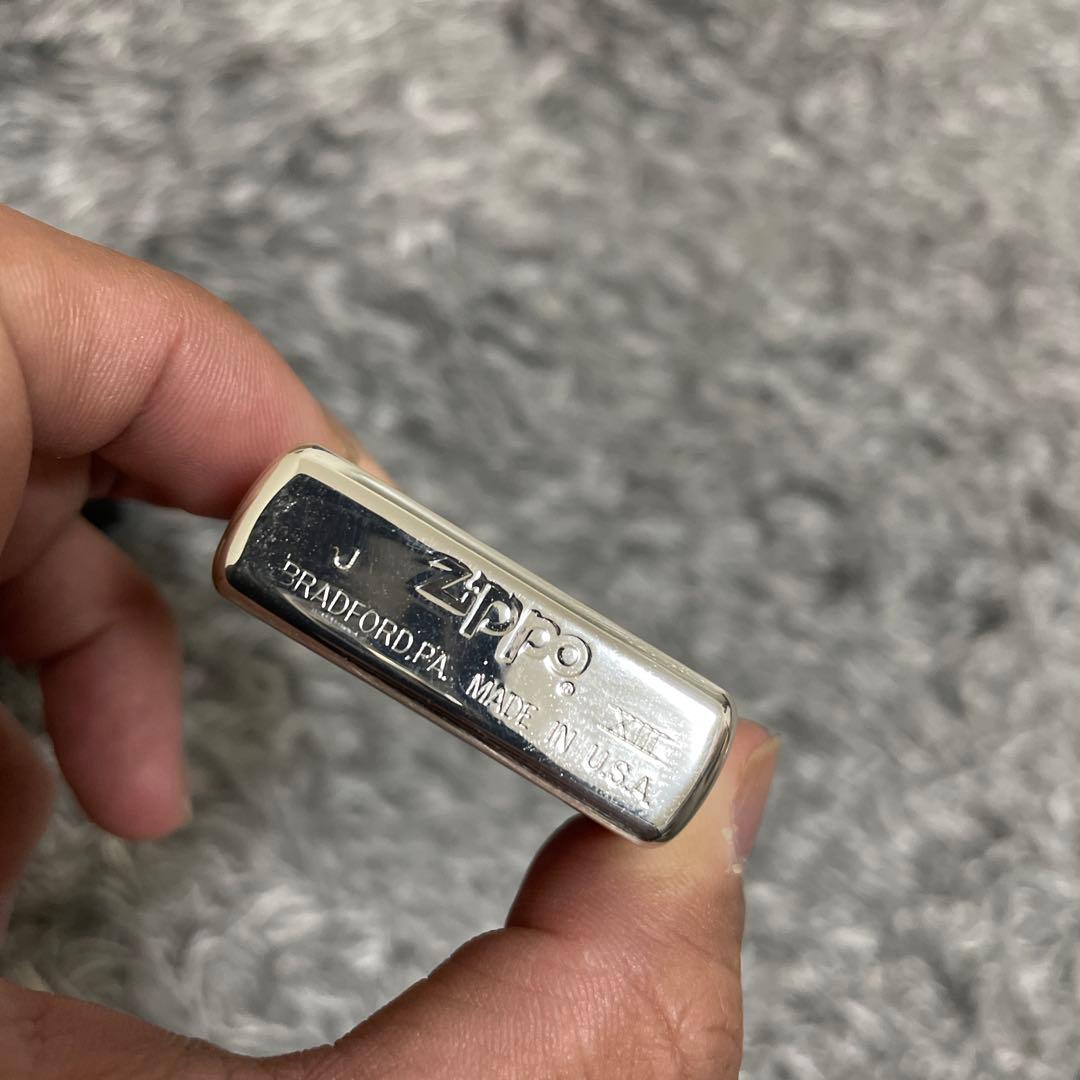 J zippo® XIII
BRADFORD, PA. MADE IN U.S.A.